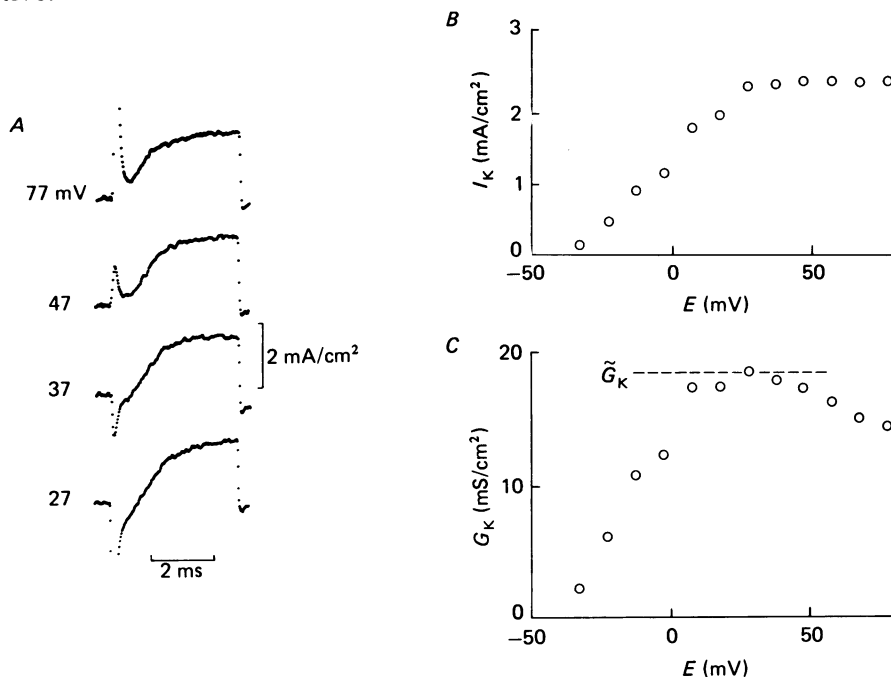 A
77 mV
47
37
27
2 mA/cm²
2 ms
B
3
2
1
0
I_K (mA/cm²)
−50
0
50
E (mV)
C
20
10
0
G_K (mS/cm²)
G̃_K
−50
0
50
E (mV)